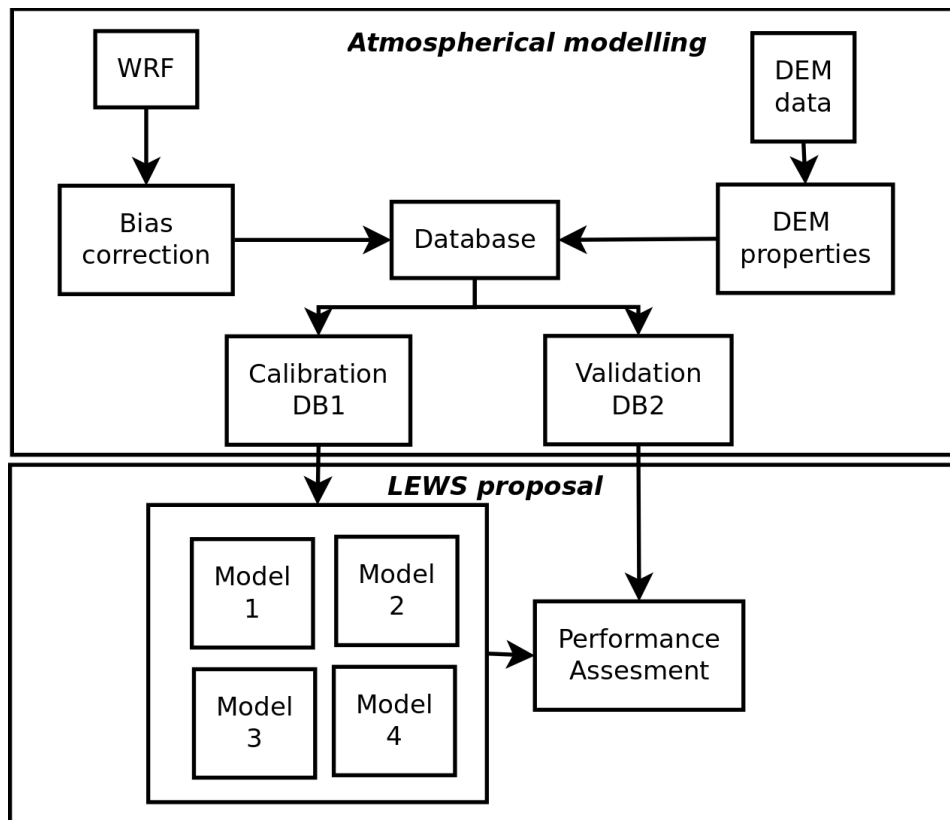 Atmospherical modelling
WRF
DEM
data
Bias
correction
Database
DEM
properties
Calibration
DB1
Validation
DB2
LEWS proposal
Model
1
Model
2
Model
3
Model
4
Performance
Assesment